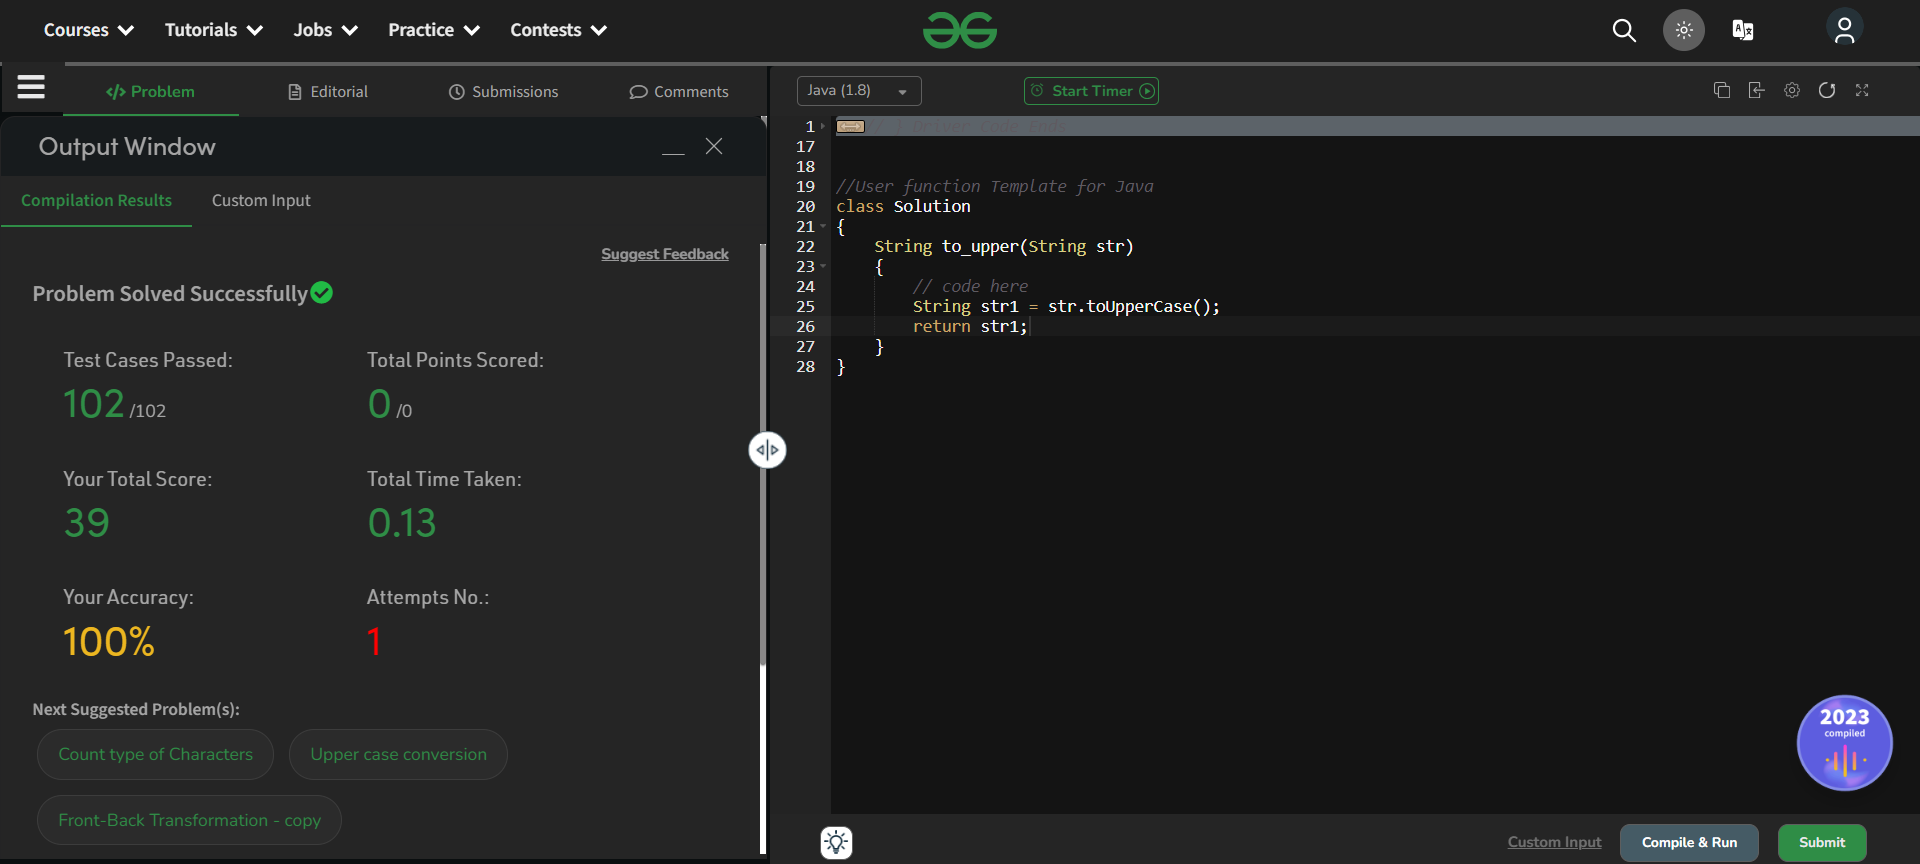 Courses Tutorials Jobs Practice Contests
</> Problem Editorial Submissions Comments
Output Window
Compilation Results Custom Input
Suggest Feedback
Problem Solved Successfully
Test Cases Passed: Total Points Scored:
102 /102 0 /0
Your Total Score: Total Time Taken:
39 0.13
Your Accuracy: Attempts No.:
100% 1
Next Suggested Problem(s):
Count type of Characters Upper case conversion
Front-Back Transformation - copy
Java (1.8) Start Timer
1 // } Driver Code Ends
17
18
19 //User function Template for Java
20 class Solution
21 {
22 String to_upper(String str)
23 {
24 // code here
25 String str1 = str.toUpperCase();
26 return str1;
27 }
28 }
2023
compiled
Custom Input Compile & Run Submit